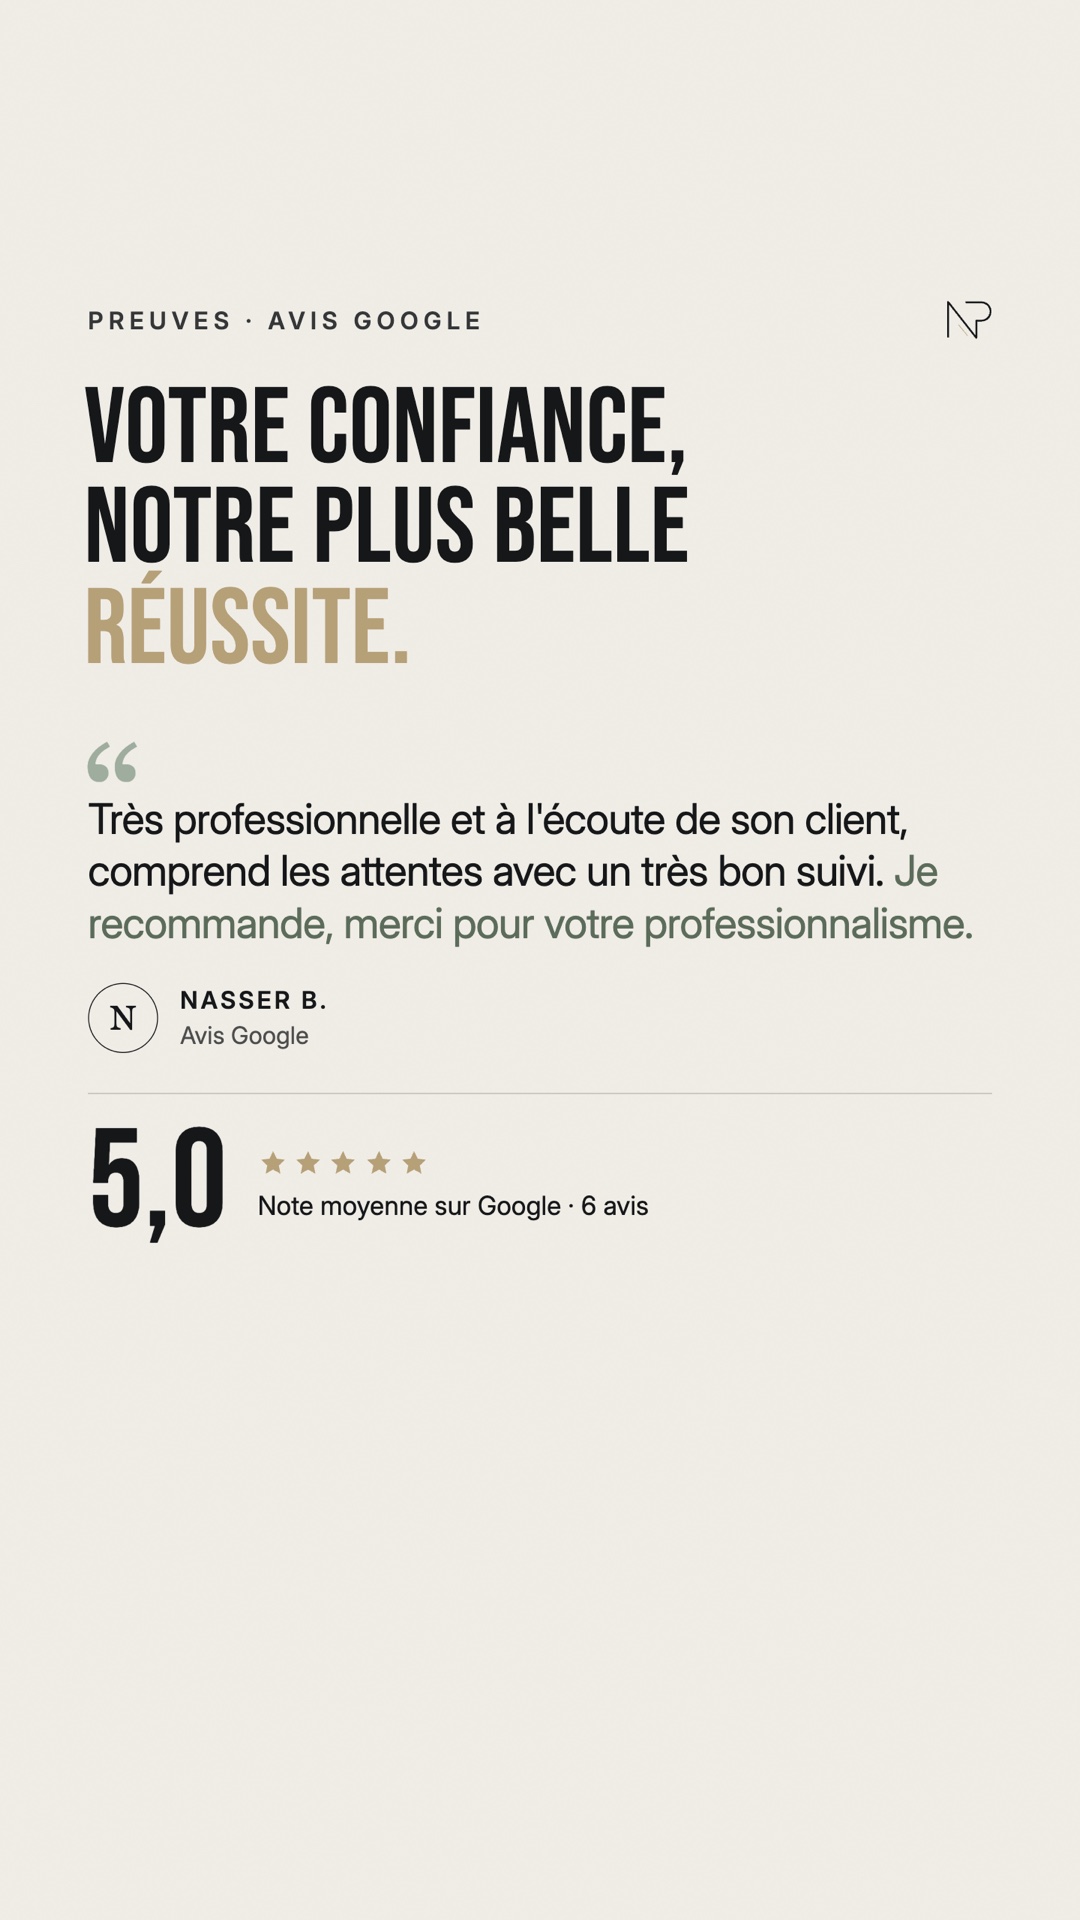 PREUVES · AVIS GOOGLE
NP
VOTRE CONFIANCE,
NOTRE PLUS BELLE
RÉUSSITE.
“
Très professionnelle et à l'écoute de son client,
comprend les attentes avec un très bon suivi. Je
recommande, merci pour votre professionnalisme.
N
NASSER B.
Avis Google
5,0
★★★★★
Note moyenne sur Google · 6 avis